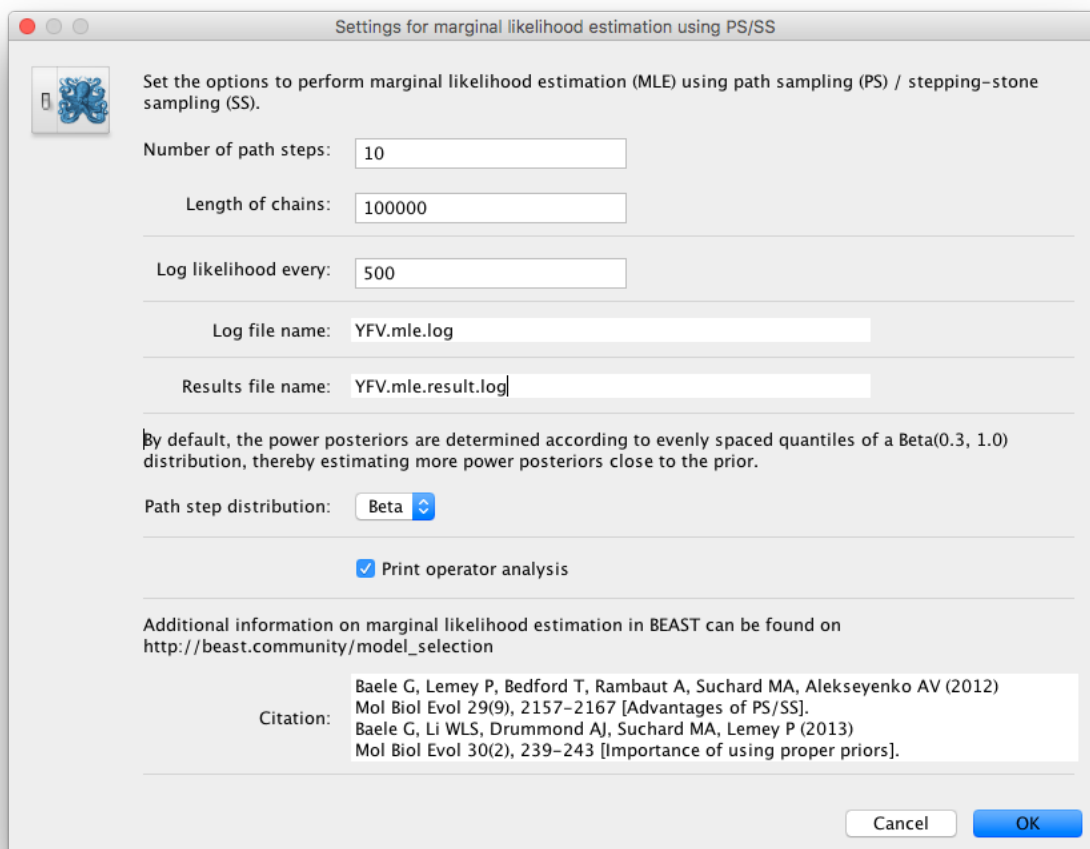 Settings for marginal likelihood estimation using PS/SS
Set the options to perform marginal likelihood estimation (MLE) using path sampling (PS) / stepping-stone
sampling (SS).
Number of path steps: 10
Length of chains: 100000
Log likelihood every: 500
Log file name: YFV.mle.log
Results file name: YFV.mle.result.log
By default, the power posteriors are determined according to evenly spaced quantiles of a Beta(0.3, 1.0)
distribution, thereby estimating more power posteriors close to the prior.
Path step distribution: Beta
Print operator analysis
Additional information on marginal likelihood estimation in BEAST can be found on
http://beast.community/model_selection
Citation:
Baele G, Lemey P, Bedford T, Rambaut A, Suchard MA, Alekseyenko AV (2012)
Mol Biol Evol 29(9), 2157-2167 [Advantages of PS/SS].
Baele G, Li WLS, Drummond AJ, Suchard MA, Lemey P (2013)
Mol Biol Evol 30(2), 239-243 [Importance of using proper priors].
Cancel OK